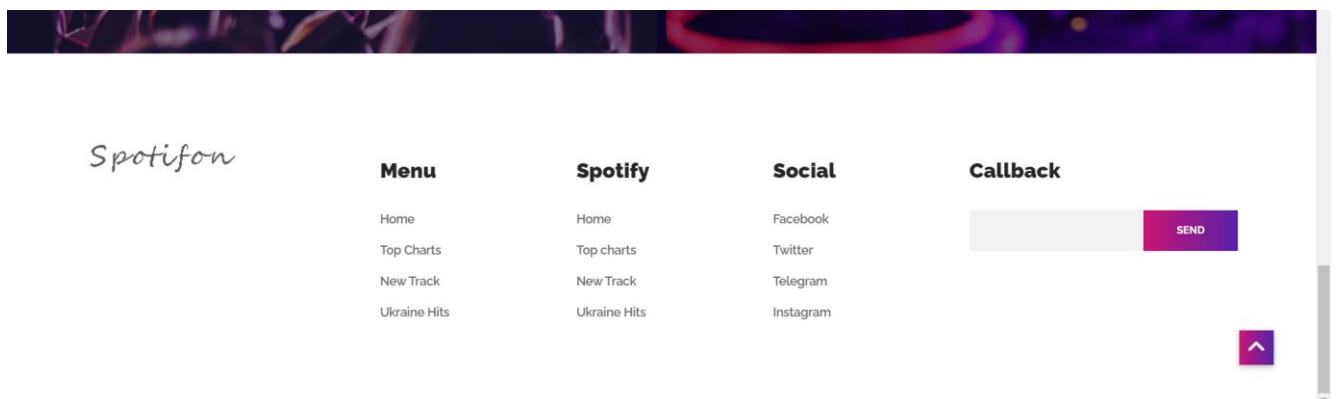 Spotifon
Menu
Home
Top Charts
New Track
Ukraine Hits
Spotify
Home
Top charts
New Track
Ukraine Hits
Social
Facebook
Twitter
Telegram
Instagram
Callback
SEND